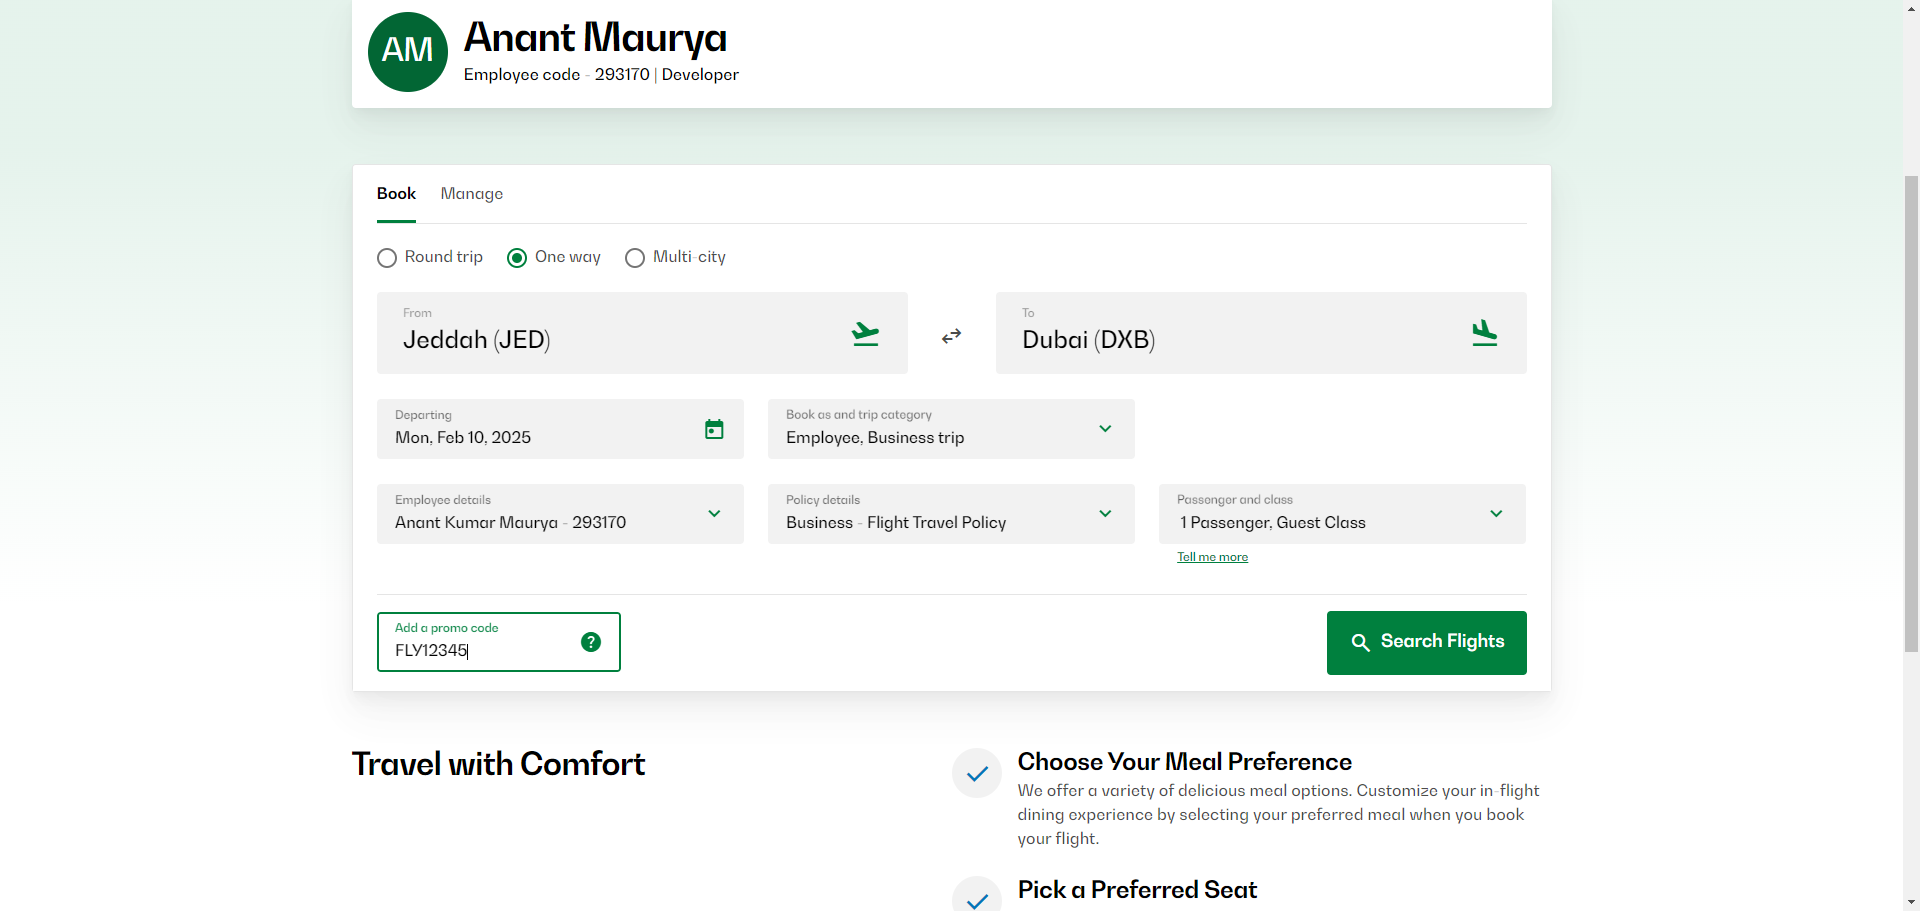 AM
Anant Maurya
Employee code - 293170 | Developer
Book Manage
Round trip One way Multi-city
From
Jeddah (JED)
To
Dubai (DXB)
Departing
Mon, Feb 10, 2025
Book as and trip category
Employee, Business trip
Employee details
Anant Kumar Maurya - 293170
Policy details
Business - Flight Travel Policy
Passenger and class
1 Passenger, Guest Class
Tell me more
Add a promo code
FLY12345
?
Search Flights
Travel with Comfort
Choose Your Meal Preference
We offer a variety of delicious meal options. Customize your in-flight
dining experience by selecting your preferred meal when you book
your flight.
Pick a Preferred Seat